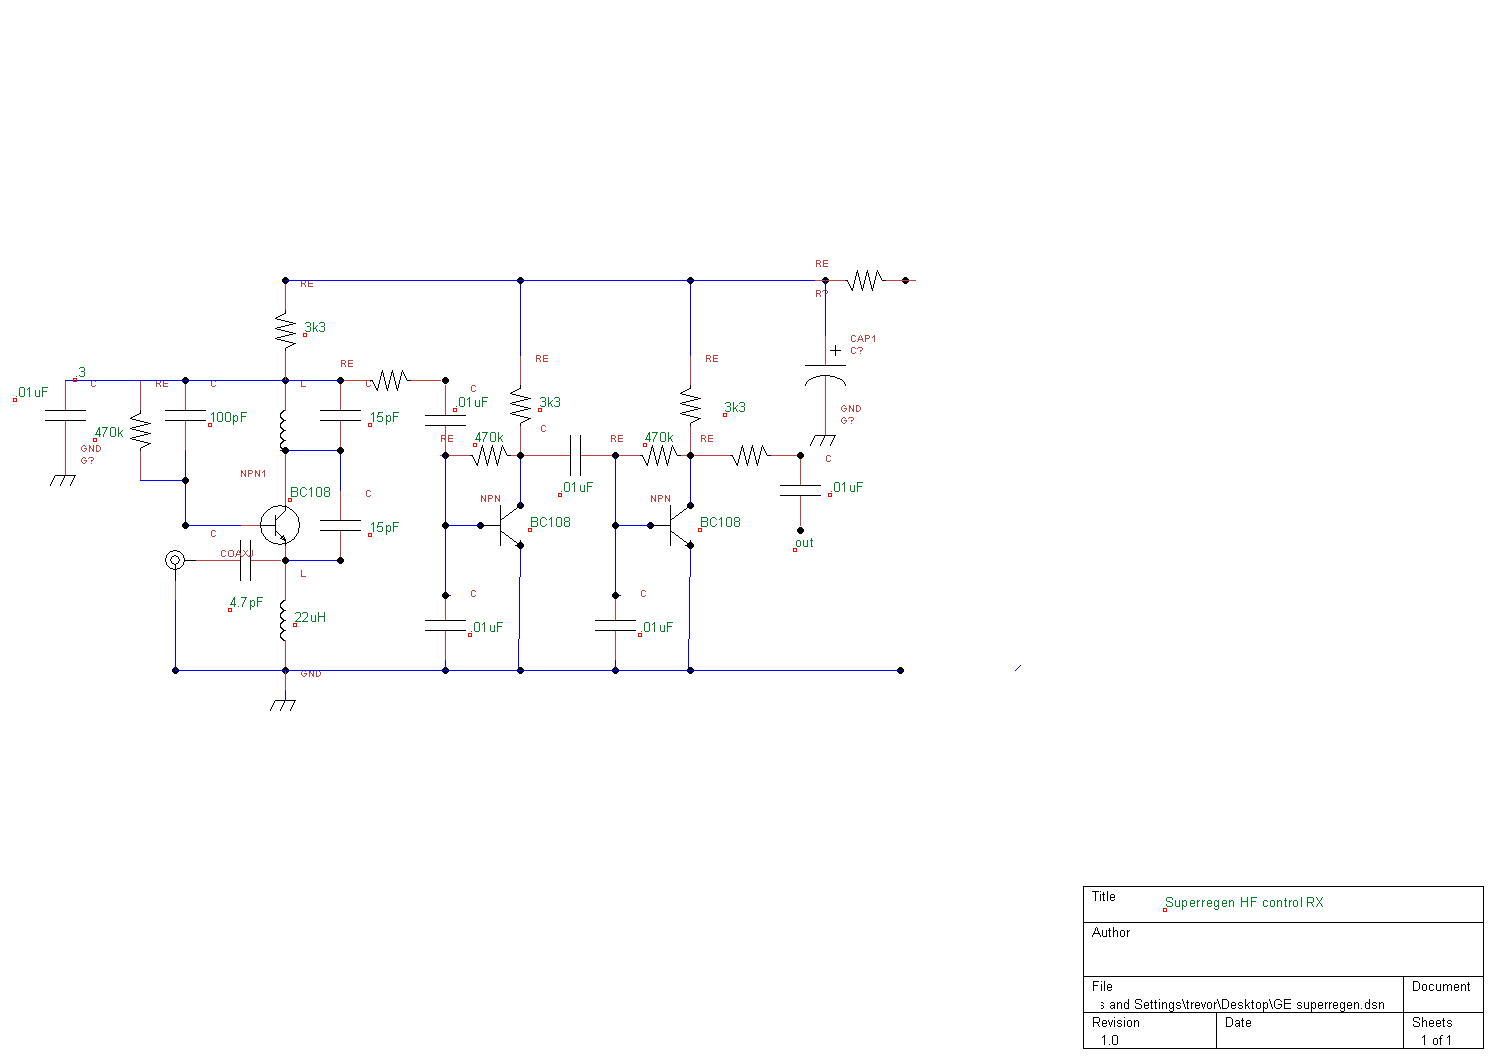 RE
R?
RE
CAP1
C?
3k3
RE
RE
RE
.3
C
RE
C
L
C
.01uF
C
.01uF
3k3
3k3
GND
G?
100pF
15pF
470k
C
RE
470k
RE
470k
RE
GND
G?
C
NPN1
BC108
C
NPN
.01uF
NPN
.01uF
15pF
BC108
BC108
C
COAXJ
out
L
C
C
4.7pF
22uH
.01uF
.01uF
GND
Title
Superregen HF control RX
Author
File
Document
s and Settings\trevor\Desktop\GE superregen.dsn
Revision
Date
Sheets
1.0
1 of 1